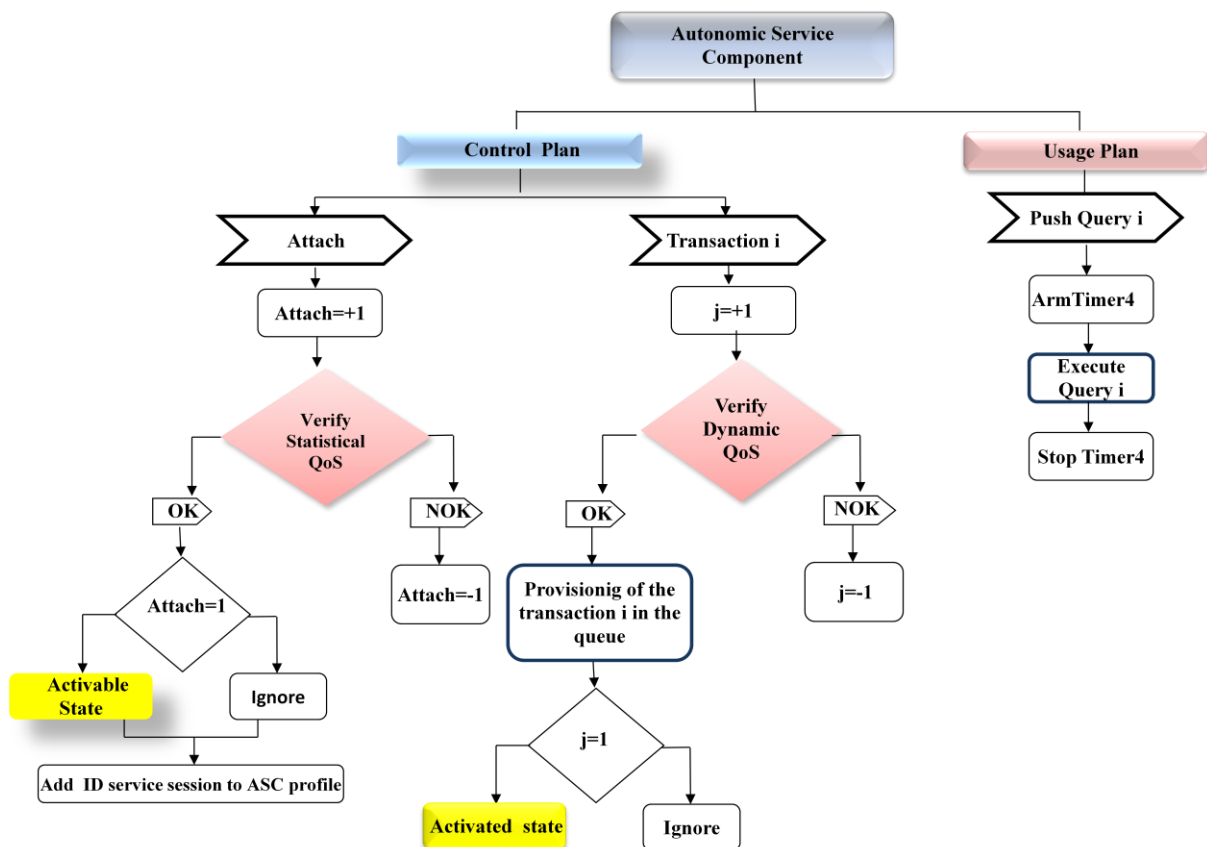 Autonomic Service
Component
Control Plan
Usage Plan
Attach
Transaction i
Push Query i
Attach=+1
j=+1
ArmTimer4
Verify
Statistical
QoS
Verify
Dynamic
QoS
Execute
Query i
Stop Timer4
OK
NOK
OK
NOK
Attach=1
Attach=-1
Provisionig of the
transaction i in the
queue
j=-1
Activable
State
Ignore
j=1
Add ID service session to ASC profile
Activated state
Ignore